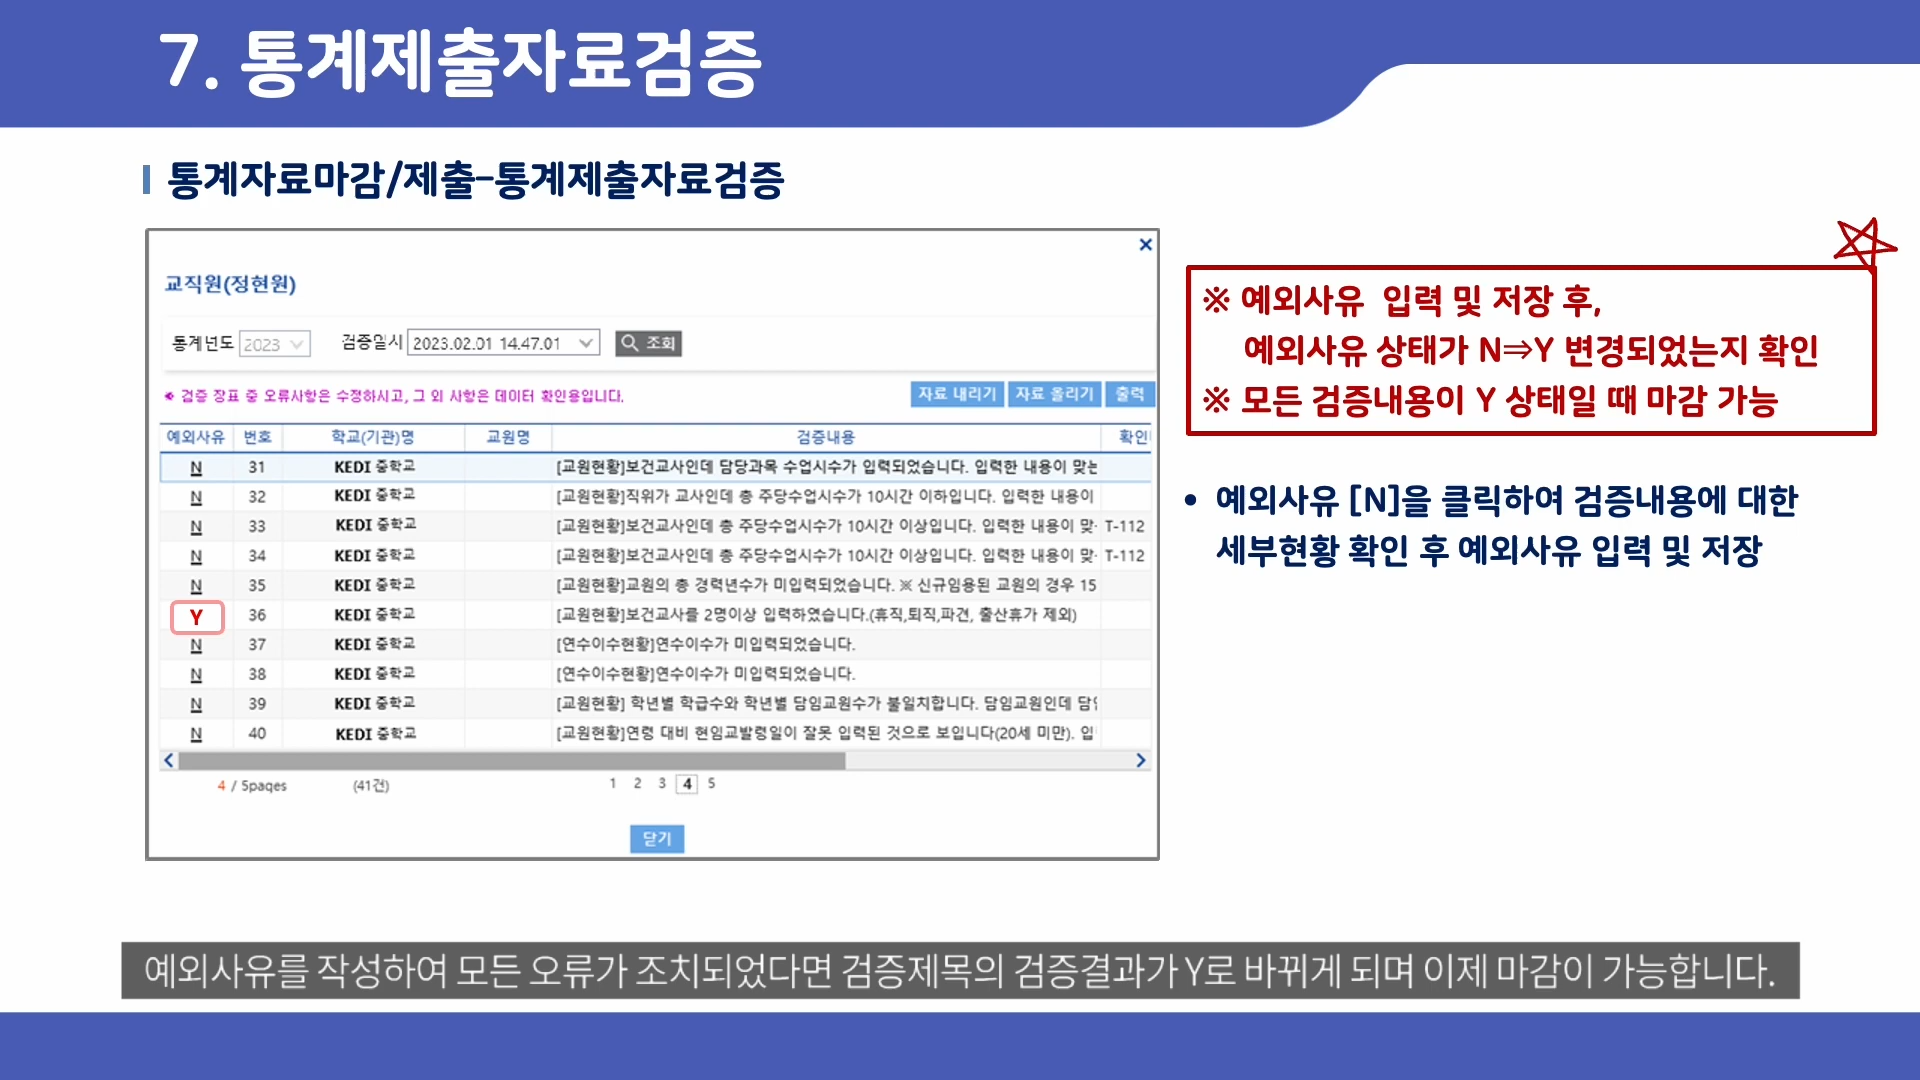 7. 통계제출자료검증
통계자료마감/제출-통계제출자료검증
교직원(정현원)
통계년도 2023 검증일시 2023.02.01 14.47.01 조회
검증 장표 중 오류사항은 수정하시고, 그 외 사항은 데이터 확인용입니다.
자료 내리기 자료 올리기 출력
예외사유 번호 학교(기관)명 교원명 검증내용 확인
N 31 KEDI 중학교 [교원현황]보건교사인데 담당과목 수업시수가 입력되었습니다. 입력한 내용이 맞는
N 32 KEDI 중학교 [교원현황]직위가 교사인데 총 주당수업시수가 10시간 이하입니다. 입력한 내용이
N 33 KEDI 중학교 [교원현황]보건교사인데 총 주당수업시수가 10시간 이상입니다. 입력한 내용이 맞 T-112
N 34 KEDI 중학교 [교원현황]보건교사인데 총 주당수업시수가 10시간 이상입니다. 입력한 내용이 맞 T-112
N 35 KEDI 중학교 [교원현황]교원의 총 경력년수가 미입력되었습니다. ※ 신규임용된 교원의 경우 15
Y 36 KEDI 중학교 [교원현황]보건교사를 2명이상 입력하였습니다.(휴직,퇴직,파견, 출산휴가 제외)
N 37 KEDI 중학교 [연수이수현황]연수이수가 미입력되었습니다.
N 38 KEDI 중학교 [연수이수현황]연수이수가 미입력되었습니다.
N 39 KEDI 중학교 [교원현황] 학년별 학급수와 학년별 담임교원수가 불일치합니다. 담임교원인데
N 40 KEDI 중학교 [교원현황]연령 대비 현임교발령일이 잘못 입력된 것으로 보입니다(20세 미만). 입
4 / 5pages (41건) 1 2 3 4 5
닫기
※ 예외사유 입력 및 저장 후,
예외사유 상태가 N⇒Y 변경되었는지 확인
※ 모든 검증내용이 Y 상태일 때 마감 가능
• 예외사유 [N]을 클릭하여 검증내용에 대한
세부현황 확인 후 예외사유 입력 및 저장
예외사유를 작성하여 모든 오류가 조치되었다면 검증제목의 검증결과가 Y로 바뀌게 되며 이제 마감이 가능합니다.